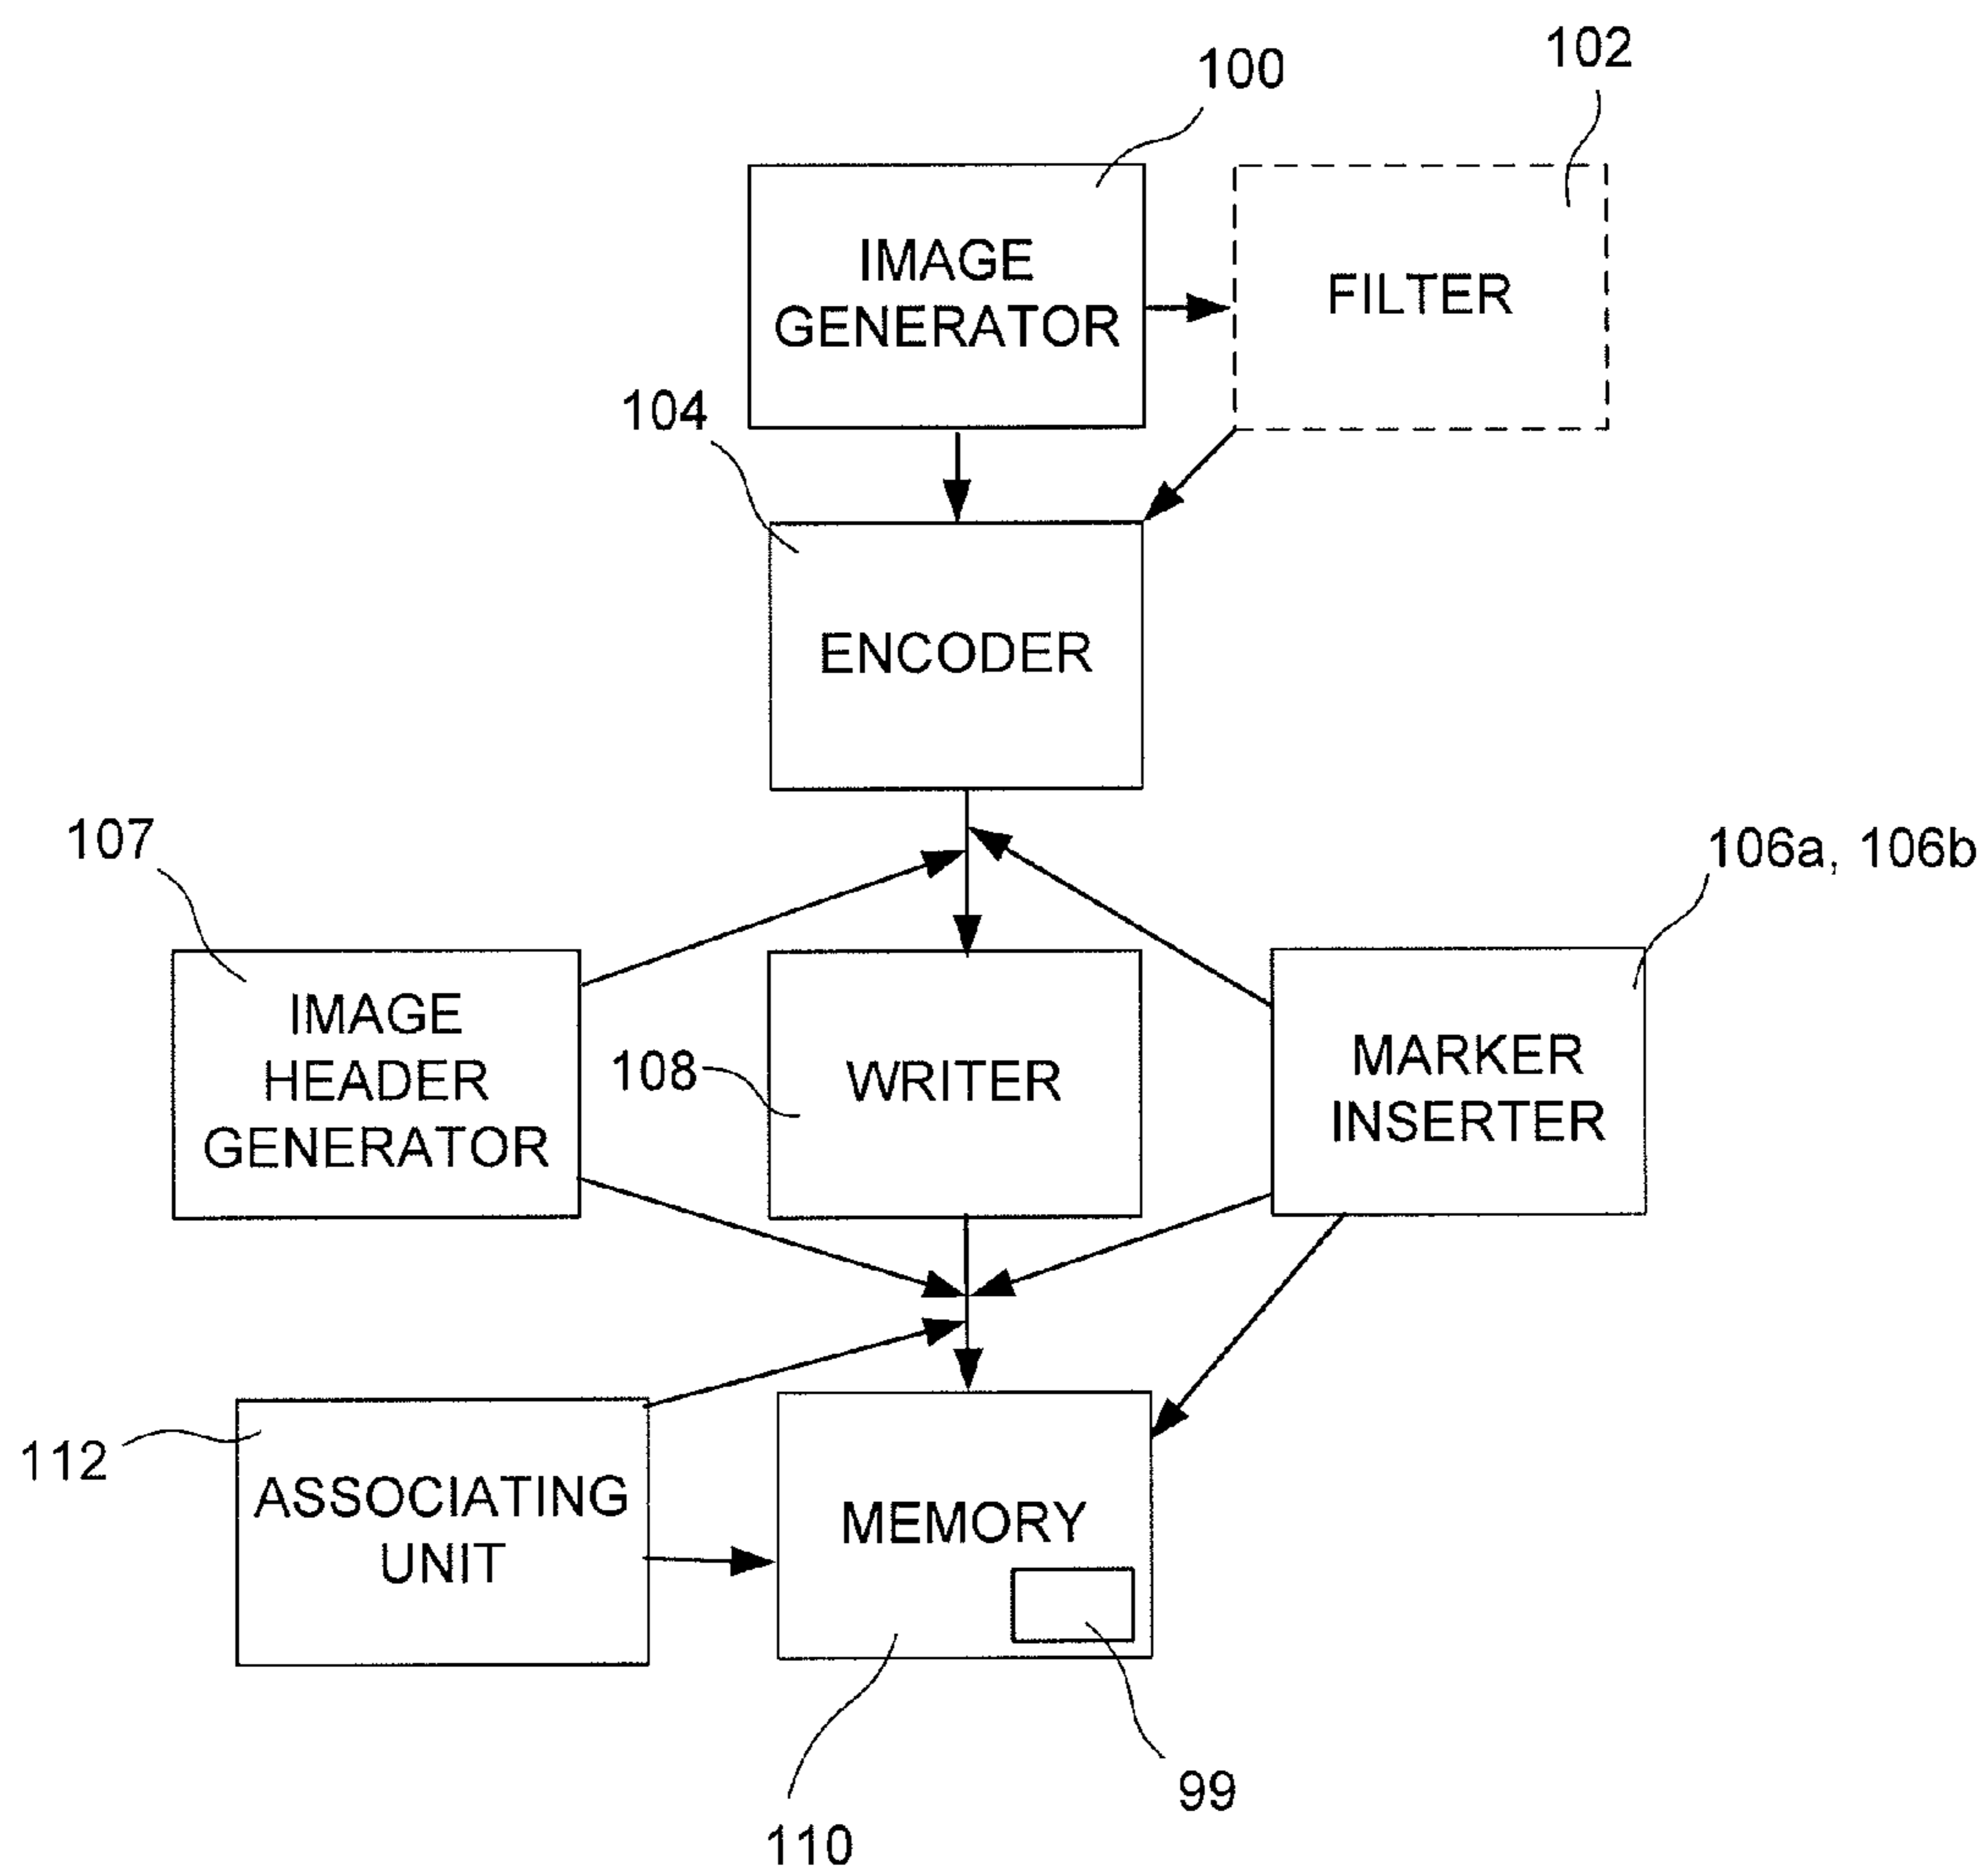 102
100
IMAGE
GENERATOR
FILTER
104
ENCODER
107
106a, 106b
IMAGE
HEADER
GENERATOR
108
WRITER
MARKER
INSERTER
112
ASSOCIATING
UNIT
MEMORY
99
110